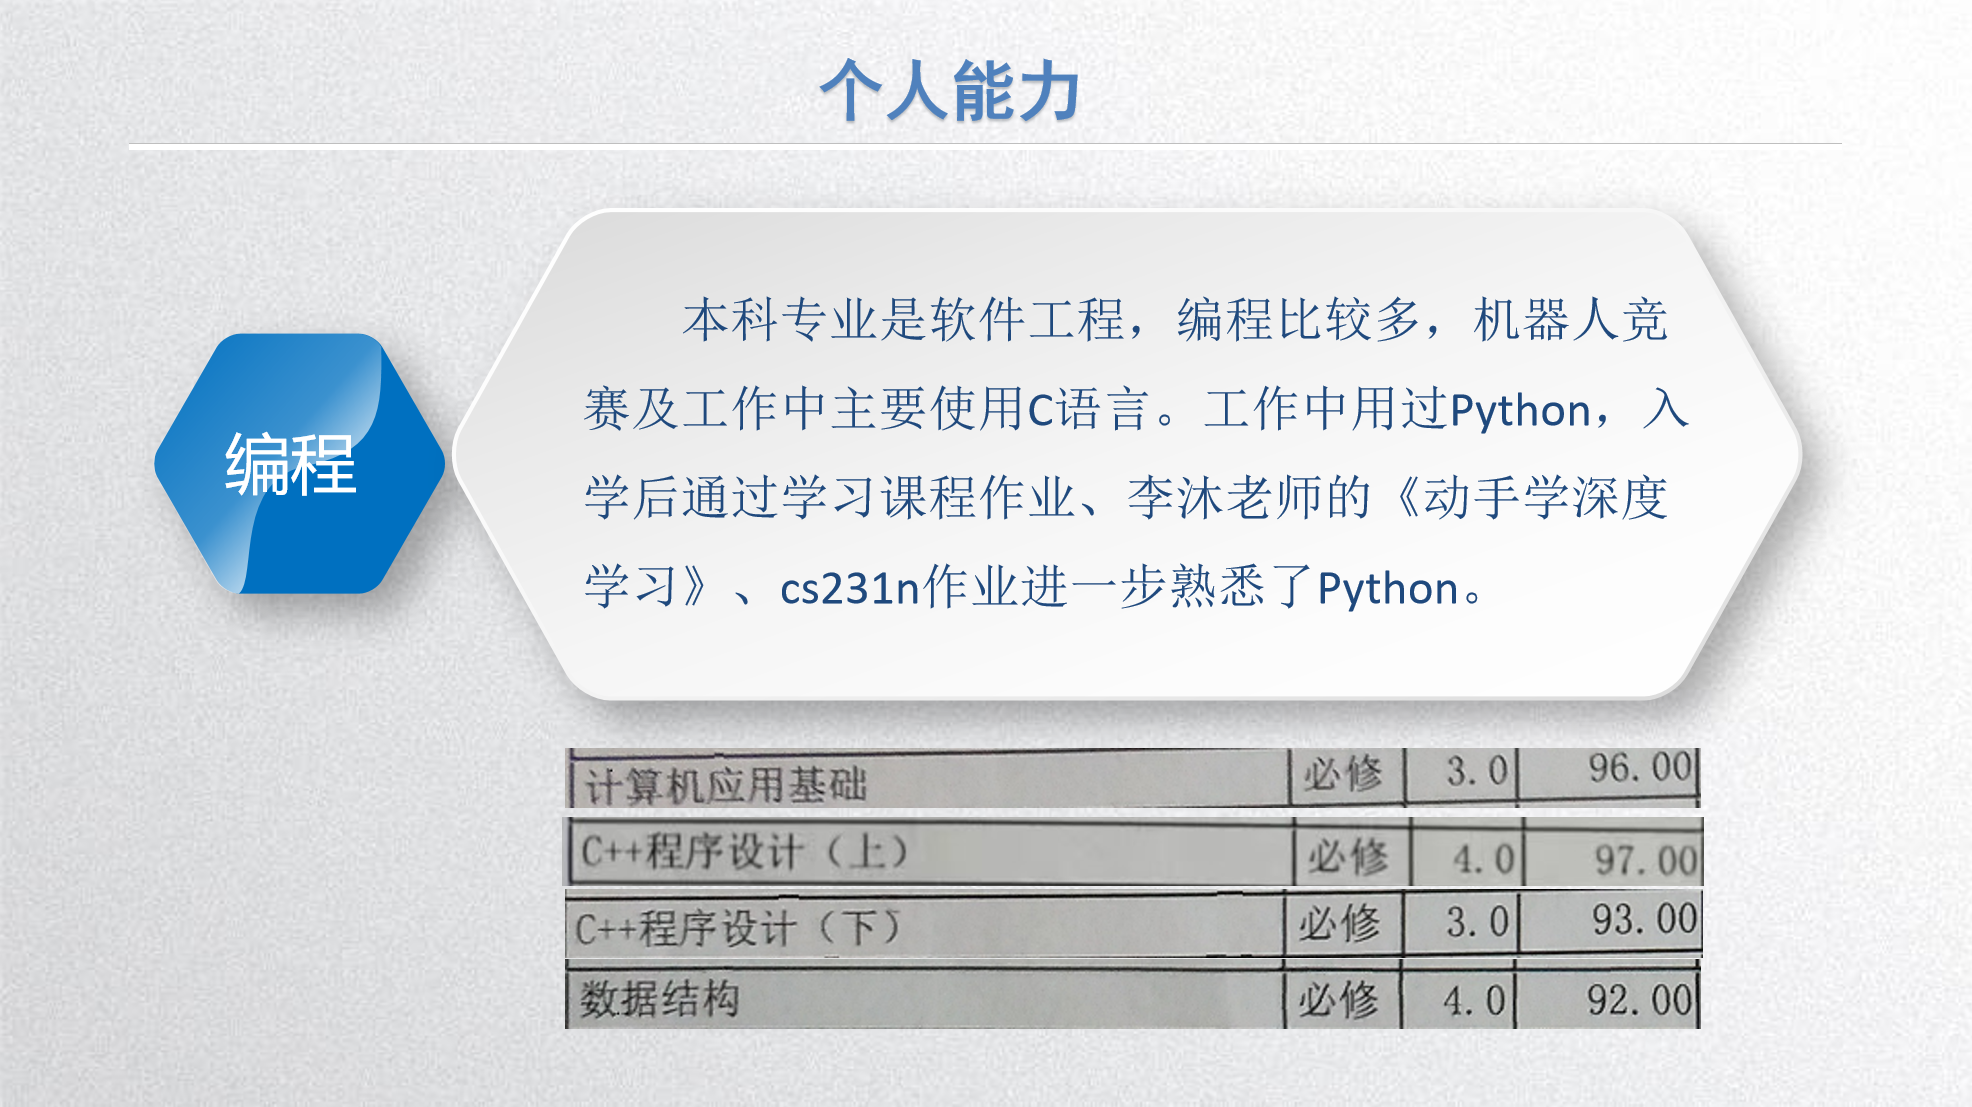 个人能力
编程
本科专业是软件工程，编程比较多，机器人竞
赛及工作中主要使用C语言。工作中用过Python，入
学后通过学习课程作业、李沐老师的《动手学深度
学习》、cs231n作业进一步熟悉了Python。
计算机应用基础 必修 3.0 96.00
C++程序设计（上） 必修 4.0 97.00
C++程序设计（下） 必修 3.0 93.00
数据结构 必修 4.0 92.00